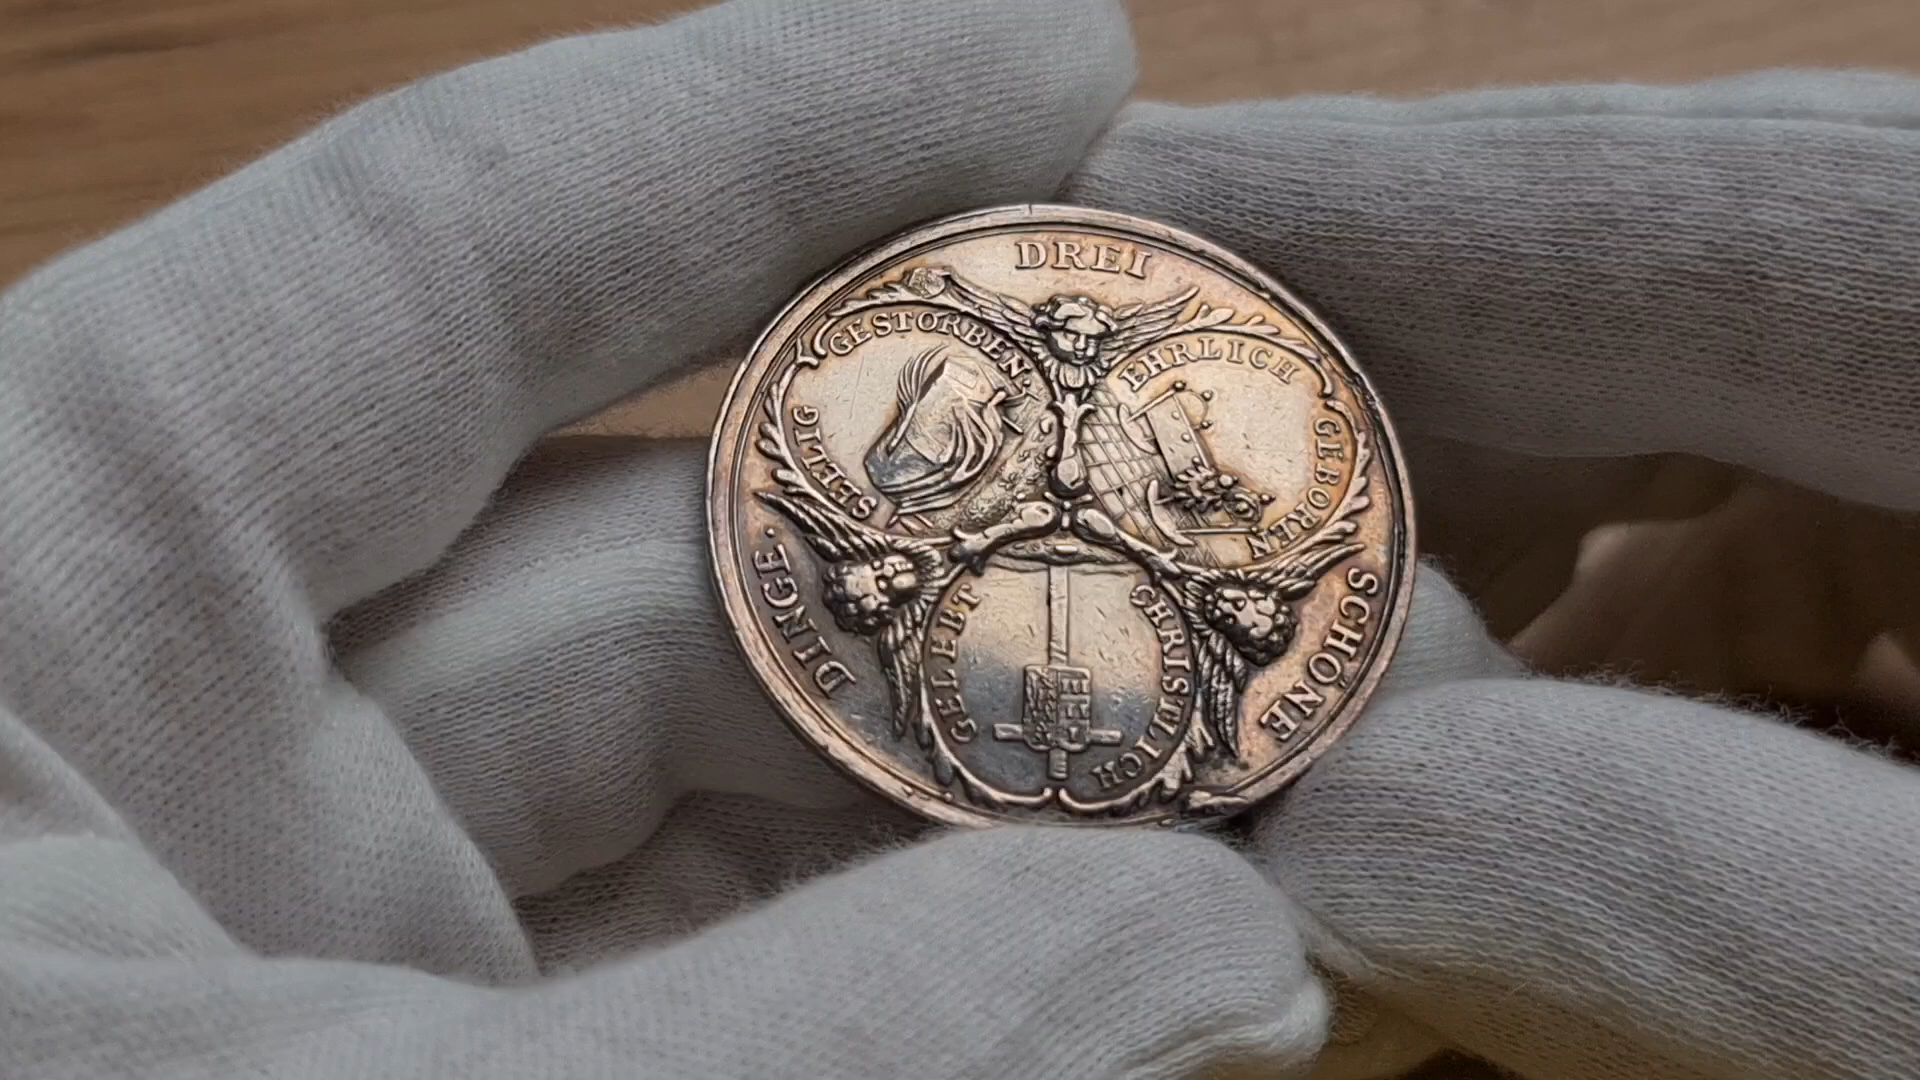 DREI
SCHÖNE
DINGE.
EHRLICH
GEBOREN
CHRISTLICH
GELEBT
SEELIG
GESTORBEN.